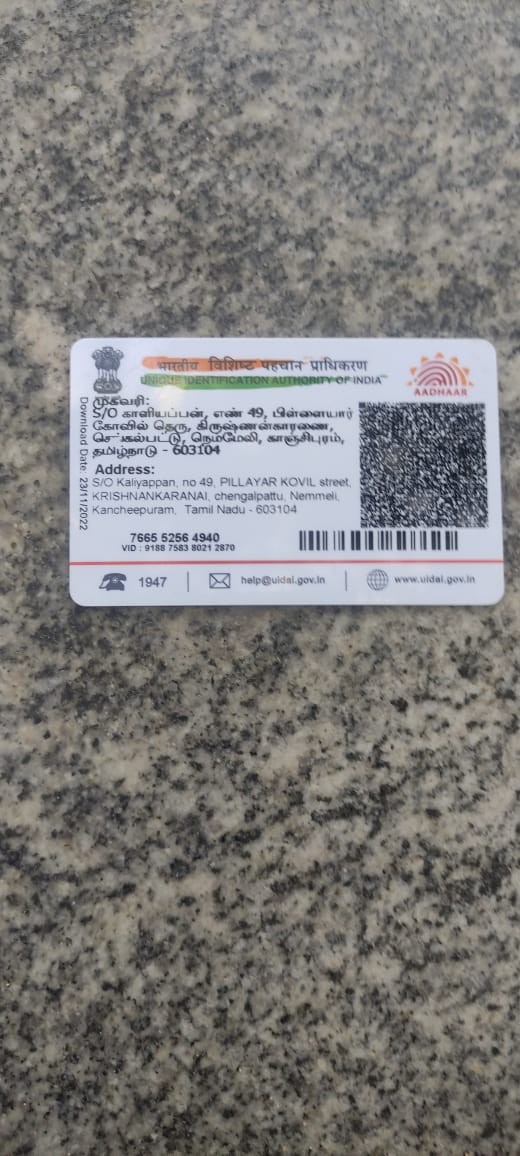 भारतीय विशिष्ट पहचान प्राधिकरण
UNIQUE IDENTIFICATION AUTHORITY OF INDIA
AADHAAR
Download Date: 23/11/2022
முகவரி:
S/O காளியப்பன், எண் 49, பிள்ளையார்
கோவில் தெரு, கிருஷ்ணன்காரணை,
நெம்மேலி, காஞ்சிபுரம்,
தமிழ்நாடு - 603104
Address:
S/O Kaliyappan, no 49, PILLAYAR KOVIL street,
KRISHNANKARANAI, chengalpattu, Nemmeli,
Kancheepuram, Tamil Nadu - 603104
7665 5256 4940
VID : 9188 7583 8021 2870
1947
help@uidai.gov.in
www.uidai.gov.in